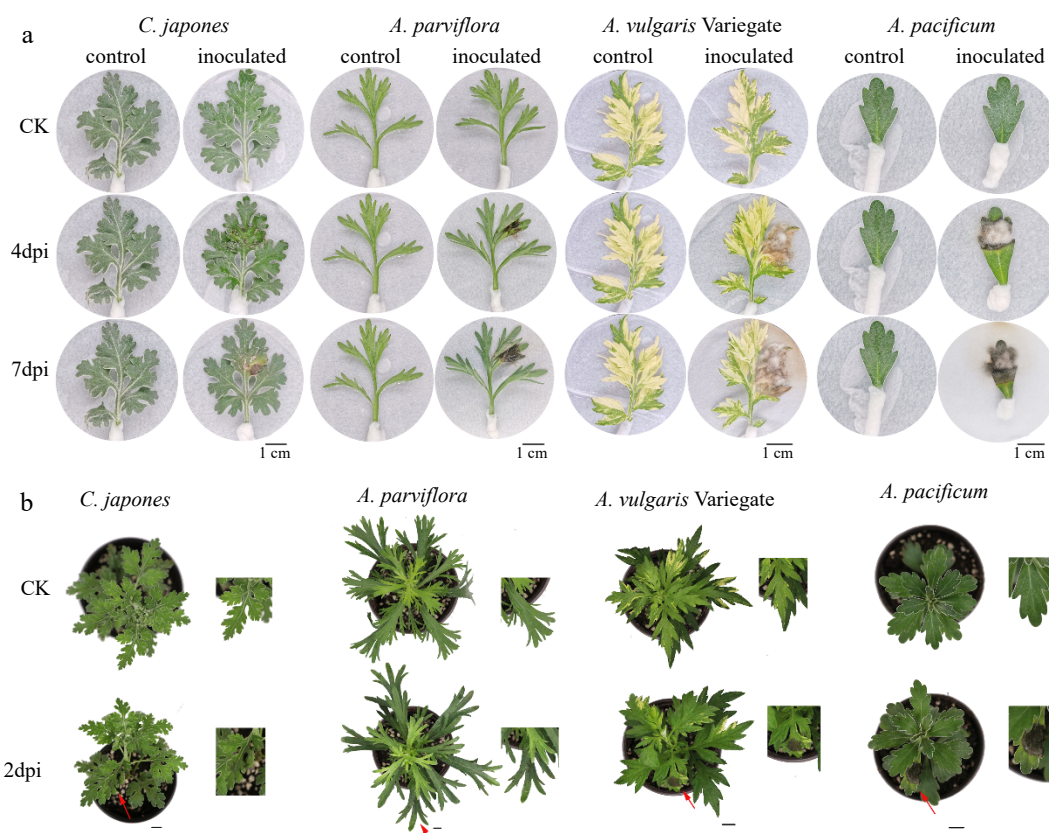 a
C. japones A. parviflora A. vulgaris Variegate A. pacificum
control inoculated control inoculated control inoculated control inoculated
CK
4dpi
7dpi
1 cm 1 cm 1 cm 1 cm
b
C. japones A. parviflora A. vulgaris Variegate A. pacificum
CK
2dpi